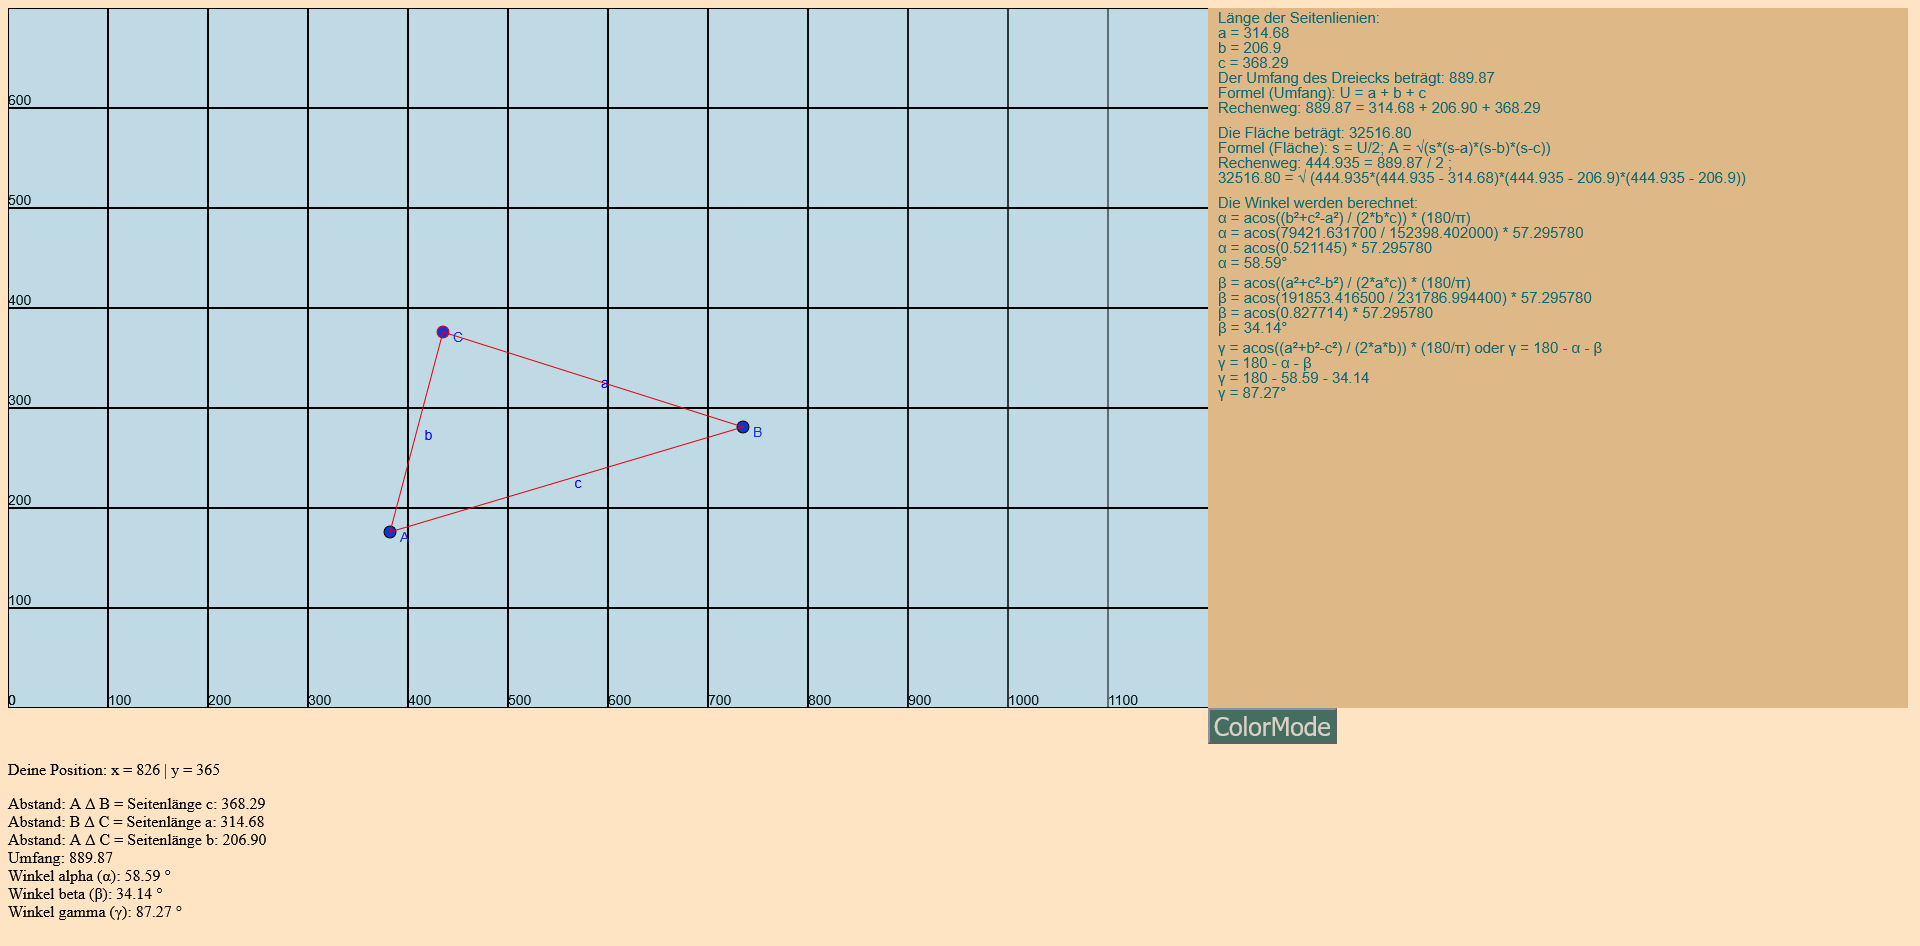 600
500
400
300
200
100
0 100 200 300 400 500 600 700 800 900 1000 1100
C
a
b
B
c
A
Länge der Seitenlienien:
a = 314.68
b = 206.9
c = 368.29
Der Umfang des Dreiecks beträgt: 889.87
Formel (Umfang): U = a + b + c
Rechenweg: 889.87 = 314.68 + 206.90 + 368.29
Die Fläche beträgt: 32516.80
Formel (Fläche): s = U/2; A = √(s*(s-a)*(s-b)*(s-c))
Rechenweg: 444.935 = 889.87 / 2 ;
32516.80 = √ (444.935*(444.935 - 314.68)*(444.935 - 206.9)*(444.935 - 206.9))
Die Winkel werden berechnet:
α = acos((b²+c²-a²) / (2*b*c)) * (180/π)
α = acos(79421.631700 / 152398.402000) * 57.295780
α = acos(0.521145) * 57.295780
α = 58.59°
β = acos((a²+c²-b²) / (2*a*c)) * (180/π)
β = acos(191853.416500 / 231786.994400) * 57.295780
β = acos(0.827714) * 57.295780
β = 34.14°
γ = acos((a²+b²-c²) / (2*a*b)) * (180/π) oder γ = 180 - α - β
γ = 180 - α - β
γ = 180 - 58.59 - 34.14
γ = 87.27°
ColorMode
Deine Position: x = 826 | y = 365
Abstand: A Δ B = Seitenlänge c: 368.29
Abstand: B Δ C = Seitenlänge a: 314.68
Abstand: A Δ C = Seitenlänge b: 206.90
Umfang: 889.87
Winkel alpha (α): 58.59 °
Winkel beta (β): 34.14 °
Winkel gamma (γ): 87.27 °